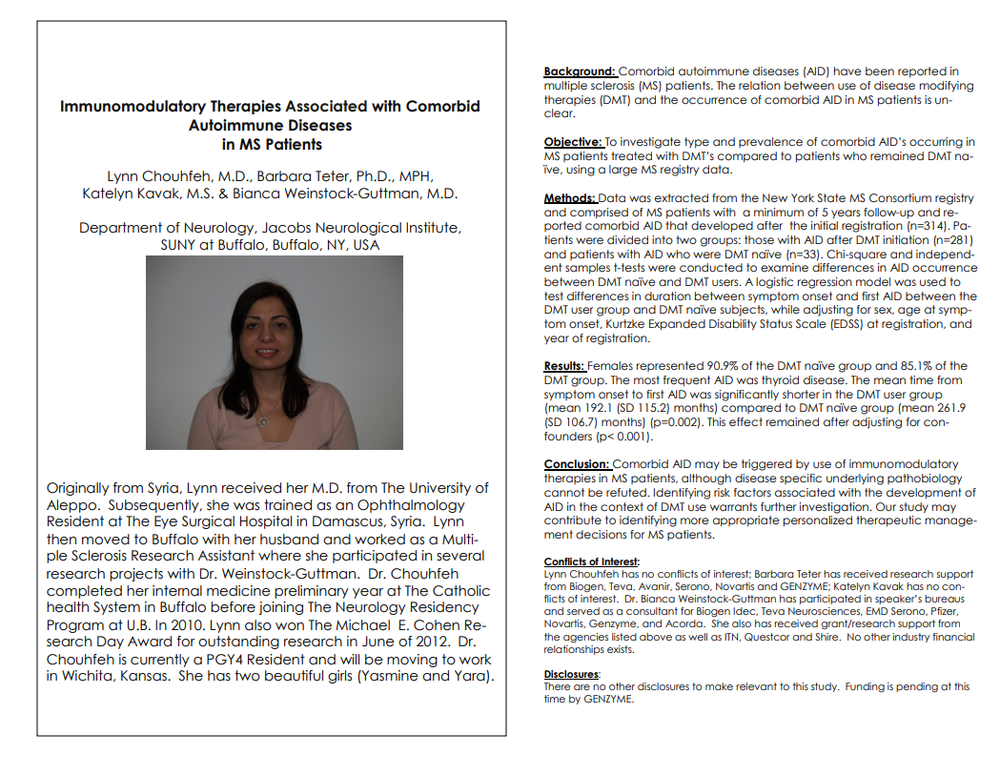 Immunomodulatory Therapies Associated with Comorbid
Autoimmune Diseases
in MS Patients
Lynn Chouhfeh, M.D., Barbara Teter, Ph.D., MPH,
Katelyn Kavak, M.S. & Bianca Weinstock-Guttman, M.D.
Department of Neurology, Jacobs Neurological Institute,
SUNY at Buffalo, Buffalo, NY, USA
Originally from Syria, Lynn received her M.D. from The University of
Aleppo.  Subsequently, she was trained as an Ophthalmology
Resident at The Eye Surgical Hospital in Damascus, Syria.  Lynn
then moved to Buffalo with her husband and worked as a Multi-
ple Sclerosis Research Assistant where she participated in several
research projects with Dr. Weinstock-Guttman.  Dr. Chouhfeh
completed her internal medicine preliminary year at The Catholic
health System in Buffalo before joining The Neurology Residency
Program at U.B. In 2010. Lynn also won The Michael  E. Cohen Re-
search Day Award for outstanding research in June of 2012.  Dr.
Chouhfeh is currently a PGY4 Resident and will be moving to work
in Wichita, Kansas.  She has two beautiful girls (Yasmine and Yara).
Background: Comorbid autoimmune diseases (AID) have been reported in
multiple sclerosis (MS) patients. The relation between use of disease modifying
therapies (DMT) and the occurrence of comorbid AID in MS patients is un-
clear.
Objective: To investigate type and prevalence of comorbid AID's occurring in
MS patients treated with DMT's compared to patients who remained DMT na-
ïve, using a large MS registry data.
Methods: Data was extracted from the New York State MS Consortium registry
and comprised of MS patients with  a minimum of 5 years follow-up and re-
ported comorbid AID that developed after  the initial registration (n=314). Pa-
tients were divided into two groups: those with AID after DMT initiation (n=281)
and patients with AID who were DMT naïve (n=33). Chi-square and independ-
ent samples t-tests were conducted to examine differences in AID occurrence
between DMT naïve and DMT users. A logistic regression model was used to
test differences in duration between symptom onset and first AID between the
DMT user group and DMT naïve subjects, while adjusting for sex, age at symp-
tom onset, Kurtzke Expanded Disability Status Scale (EDSS) at registration, and
year of registration.
Results: Females represented 90.9% of the DMT naïve group and 85.1% of the
DMT group. The most frequent AID was thyroid disease. The mean time from
symptom onset to first AID was significantly shorter in the DMT user group
(mean 192.1 (SD 115.2) months) compared to DMT naïve group (mean 261.9
(SD 106.7) months) (p=0.002). This effect remained after adjusting for con-
founders (p< 0.001).
Conclusion: Comorbid AID may be triggered by use of immunomodulatory
therapies in MS patients, although disease specific underlying pathobiology
cannot be refuted. Identifying risk factors associated with the development of
AID in the context of DMT use warrants further investigation. Our study may
contribute to identifying more appropriate personalized therapeutic manage-
ment decisions for MS patients.
Conflicts of Interest:
Lynn Chouhfeh has no conflicts of interest; Barbara Teter has received research support
from Biogen, Teva, Avanir, Serono, Novartis and GENZYME; Katelyn Kavak has no con-
flicts of interest.  Dr. Bianca Weinstock-Guttman has participated in speaker's bureaus
and served as a consultant for Biogen Idec, Teva Neurosciences, EMD Serono, Pfizer,
Novartis, Genzyme, and Acorda.  She also has received grant/research support from
the agencies listed above as well as ITN, Questcor and Shire.  No other industry financial
relationships exists.
Disclosures:
There are no other disclosures to make relevant to this study.  Funding is pending at this
time by GENZYME.